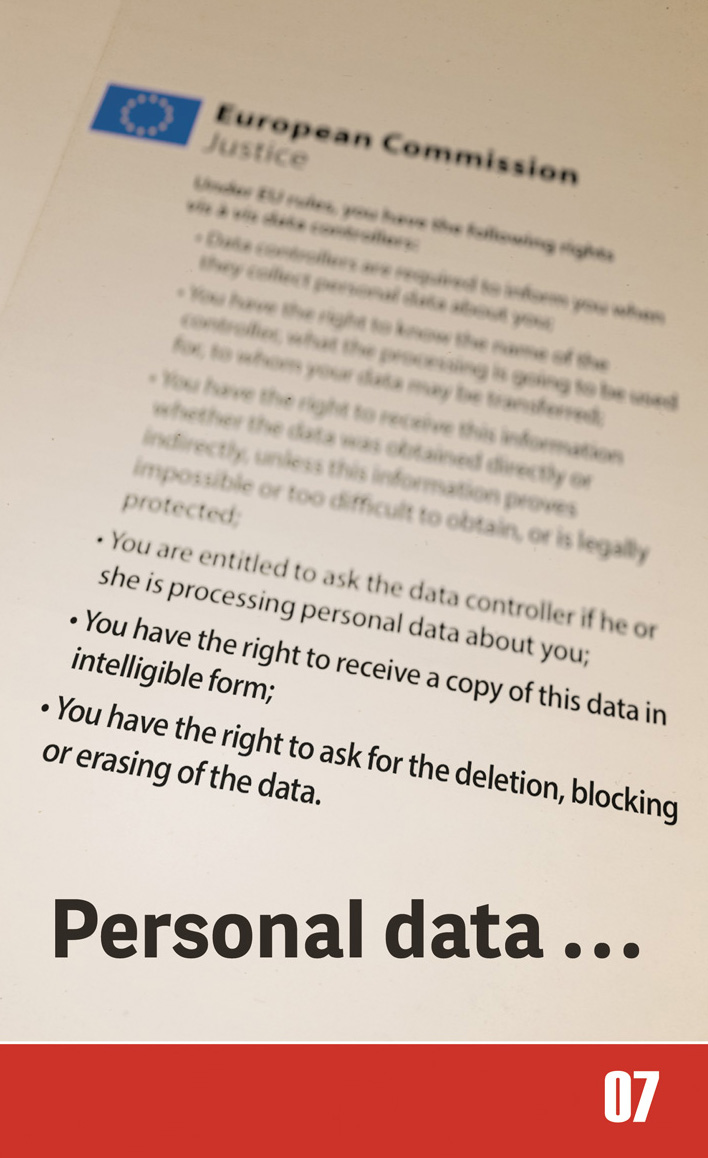 European Commission
Justice
Under EU rules, you have the following rights
vis à vis data controllers:
• Data controllers are required to inform you when
they collect personal data about you;
• You have the right to know the name of the
controller, what the processing is going to be used
for, to whom your data may be transferred;
• You have the right to receive this information
whether the data was obtained directly or
indirectly, unless this information proves
impossible or too difficult to obtain, or is legally
protected;
• You are entitled to ask the data controller if he or
she is processing personal data about you;
• You have the right to receive a copy of this data in
intelligible form;
• You have the right to ask for the deletion, blocking
or erasing of the data.
Personal data ...
07